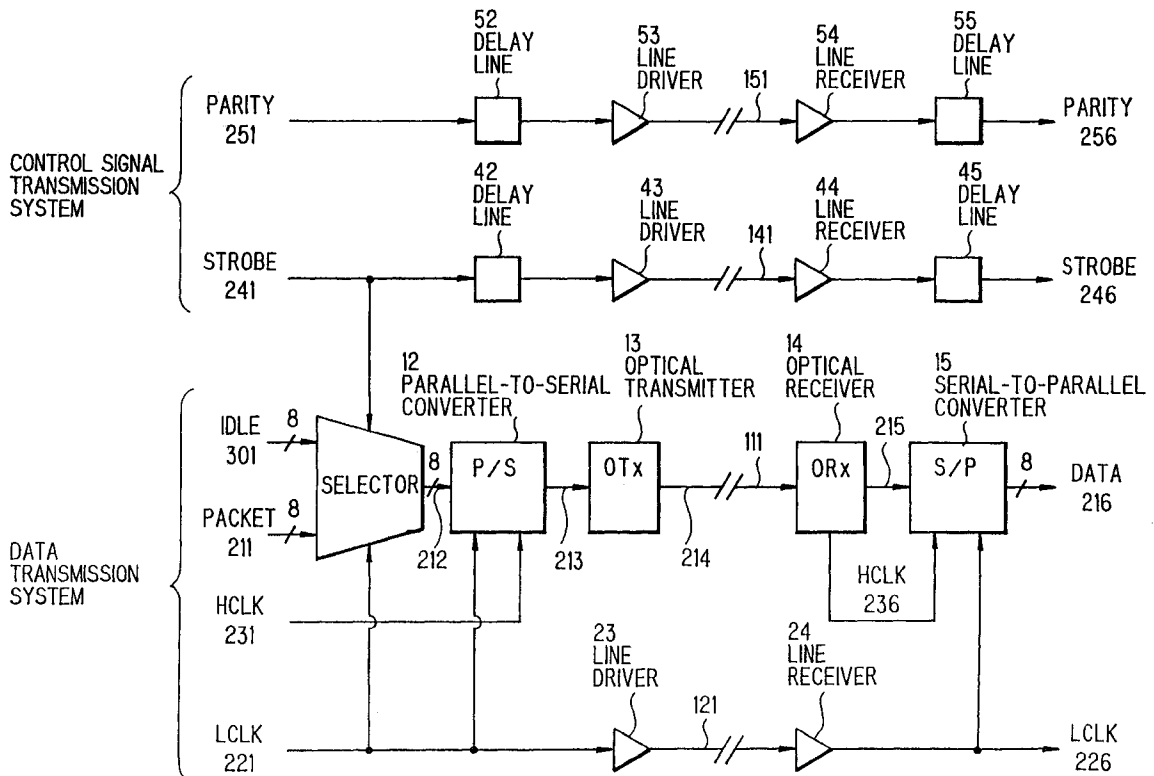 52
DELAY
LINE
53
LINE
DRIVER
54
LINE
RECEIVER
55
DELAY
LINE
151
PARITY
251
PARITY
256
CONTROL SIGNAL
TRANSMISSION
SYSTEM
42
DELAY
LINE
43
LINE
DRIVER
44
LINE
RECEIVER
45
DELAY
LINE
141
STROBE
241
STROBE
246
12
PARALLEL-TO-SERIAL
CONVERTER
13
OPTICAL
TRANSMITTER
14
OPTICAL
RECEIVER
15
SERIAL-TO-PARALLEL
CONVERTER
IDLE
301
8
SELECTOR
8
212
P/S
213
OTx
214
111
ORx
215
S/P
8
DATA
216
PACKET
211
8
DATA
TRANSMISSION
SYSTEM
HCLK
231
HCLK
236
23
LINE
DRIVER
24
LINE
RECEIVER
121
LCLK
221
LCLK
226